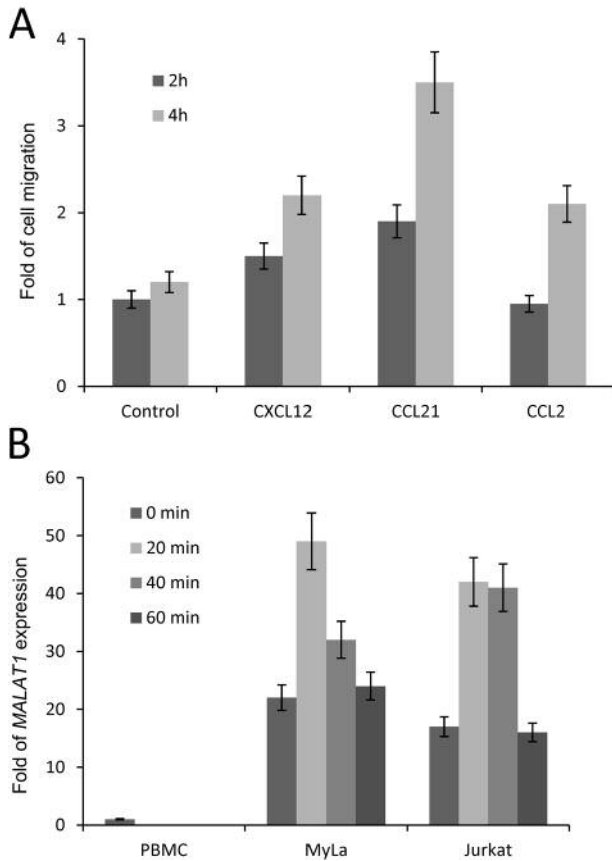 A
Fold of cell migration
4
3
2
1
0
2h
4h
Control CXCL12 CCL21 CCL2
B
Fold of MALAT1 expression
60
50
40
30
20
10
0
0 min
20 min
40 min
60 min
PBMC MyLa Jurkat